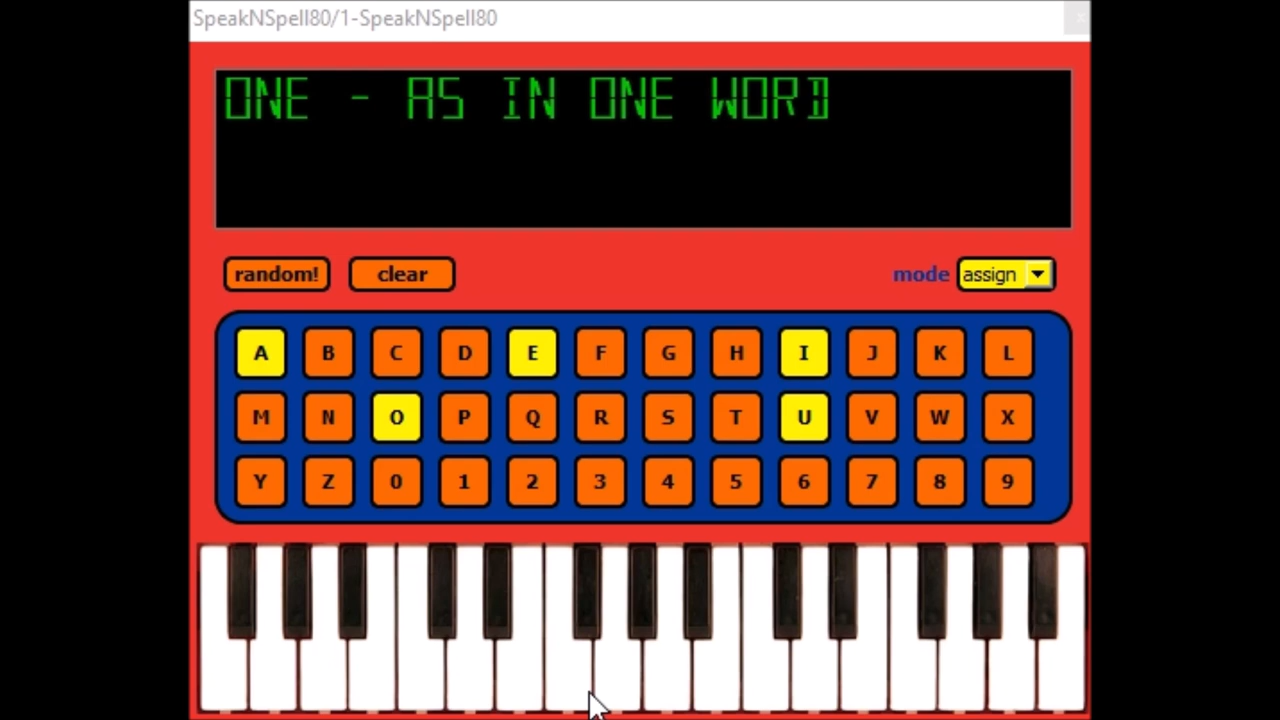 SpeakNSpell80/1-SpeakNSpell80
ONE - AS IN ONE WORD
random! clear mode assign
A B C D E F G H I J K L
M N O P Q R S T U V W X
Y Z 0 1 2 3 4 5 6 7 8 9